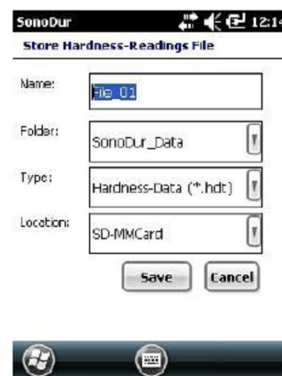 SonoDur 12:14
Store Hardness-Readings File
Name: File_01
Folder: SonoDur_Data
Type: Hardness-Data (*.hdt)
Location: SD-MMCard
Save Cancel